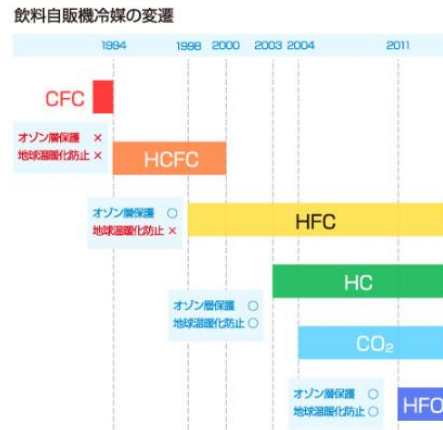 飲料自販機冷媒の変遷
1994 1998 2000 2003 2004 2011
CFC
オゾン層保護 ×
地球温暖化防止 ×
HCFC
オゾン層保護 ○
地球温暖化防止 ×
HFC
HC
オゾン層保護 ○
地球温暖化防止 ○
CO₂
オゾン層保護 ○
地球温暖化防止 ○
HFO